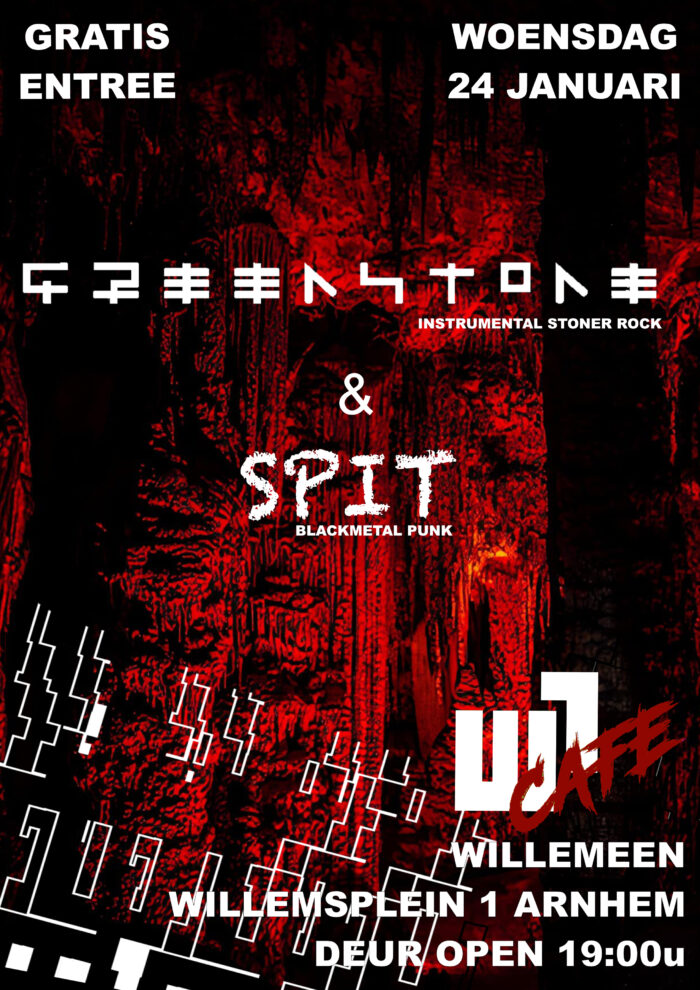 GRATIS
ENTREE
WOENSDAG
24 JANUARI
GREENSTONE
INSTRUMENTAL STONER ROCK
&
SPIT
BLACKMETAL PUNK
W1
CAFE
WILLEMEEN
WILLEMSPLEIN 1 ARNHEM
DEUR OPEN 19:00u